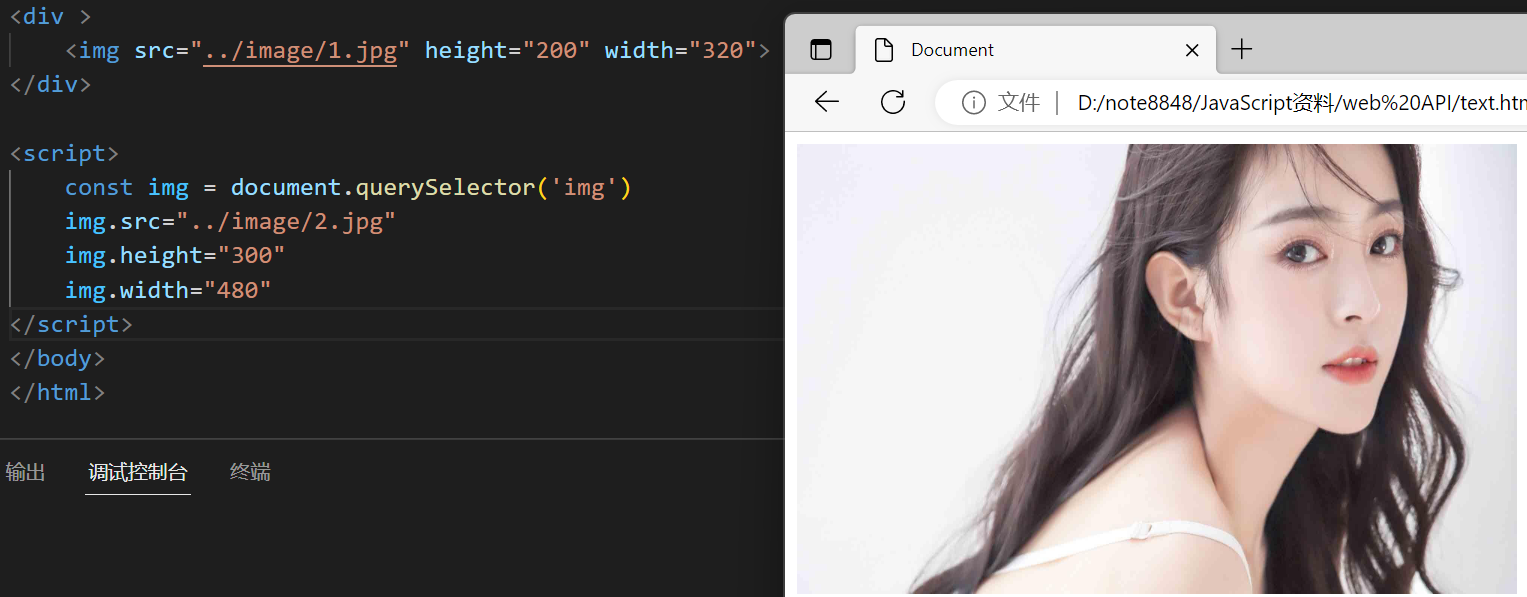 <div >
    <img src="../image/1.jpg" height="200" width="320">
</div>

<script>
    const img = document.querySelector('img')
    img.src="../image/2.jpg"
    img.height="300"
    img.width="480"
</script>
</body>
</html>
输出 调试控制台 终端
Document
文件 | D:/note8848/JavaScript资料/web%20API/text.htm